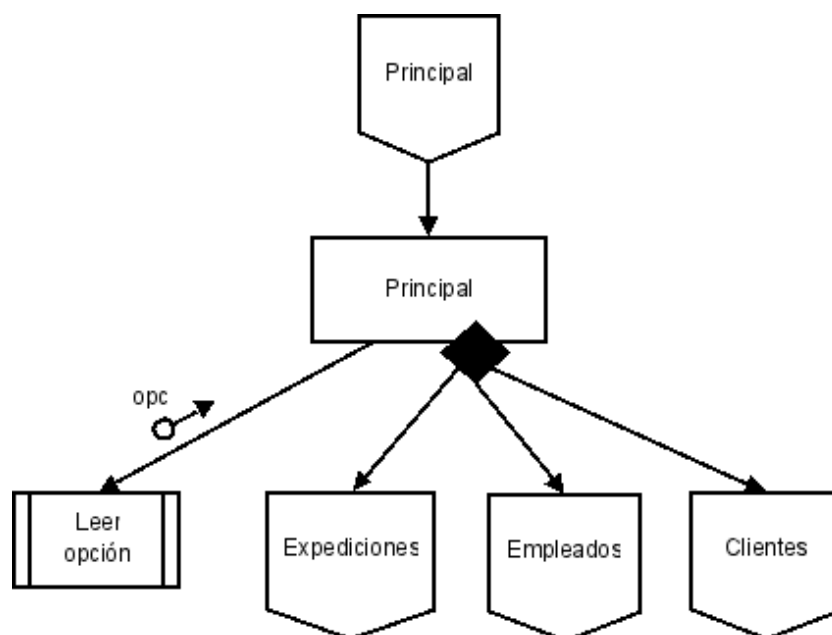 Principal
Principal
opc
Leer
opción
Expediciones
Empleados
Clientes